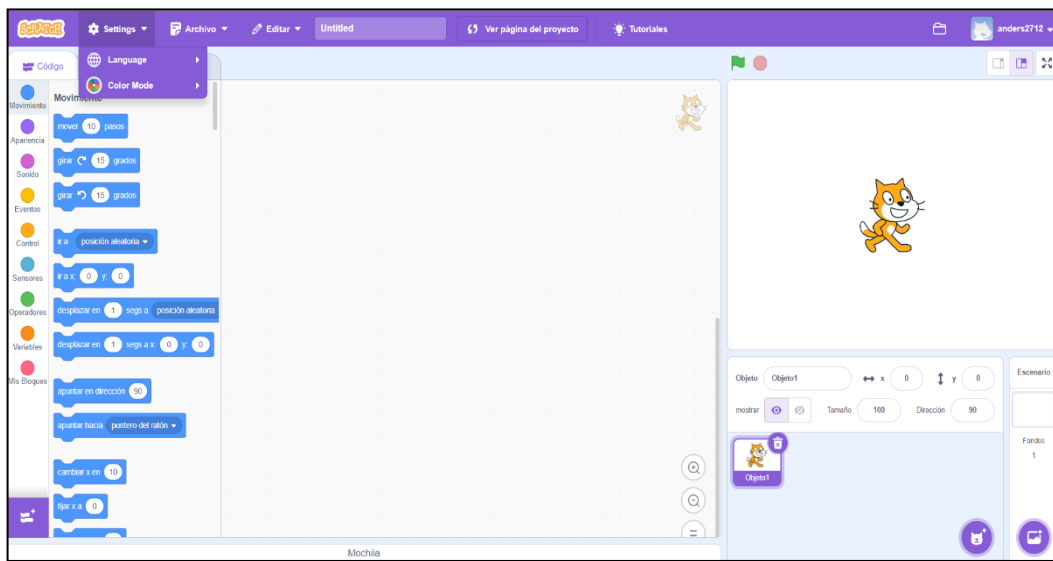 SCRATCH
Settings
Archivo
Editar
Untitled
Ver página del proyecto
Tutoriales
anders2712
Código
Language
Color Mode
Movimiento
Apariencia
Sonido
Eventos
Control
Sensores
Operadores
Variables
Mis Bloques
Movimiento
mover 10 pasos
girar 15 grados
girar 15 grados
ir a posición aleatoria
ir a x: 0 y: 0
desplazar en 1 segs a posición aleatoria
desplazar en 1 segs a x: 0 y: 0
apuntar en dirección 90
apuntar hacia puntero del ratón
cambiar x en 10
fijar x a 0
Mochila
Objeto Objeto1 x 0 y 0
mostrar Tamaño 100 Dirección 90
Objeto1
Escenario
Fondos
1